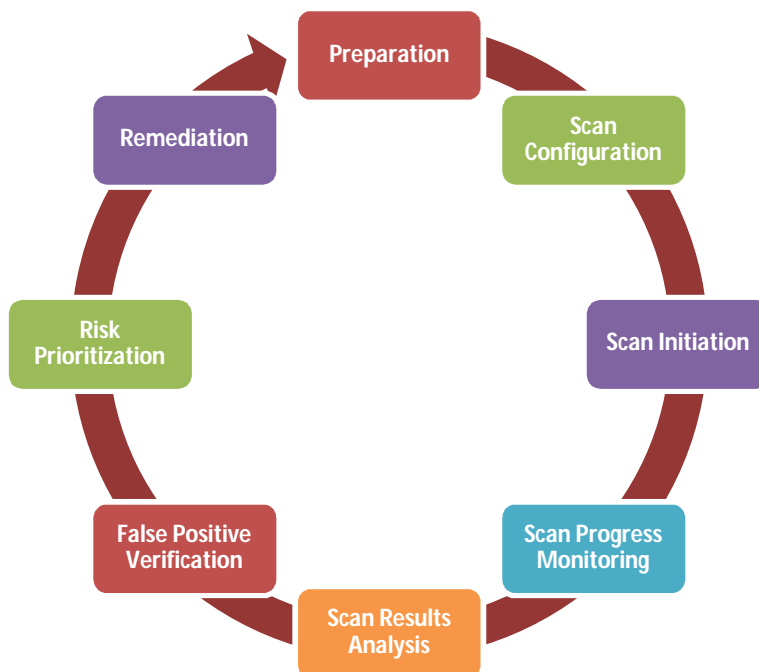 Preparation
Scan
Configuration
Scan Initiation
Scan Progress
Monitoring
Scan Results
Analysis
False Positive
Verification
Risk
Prioritization
Remediation